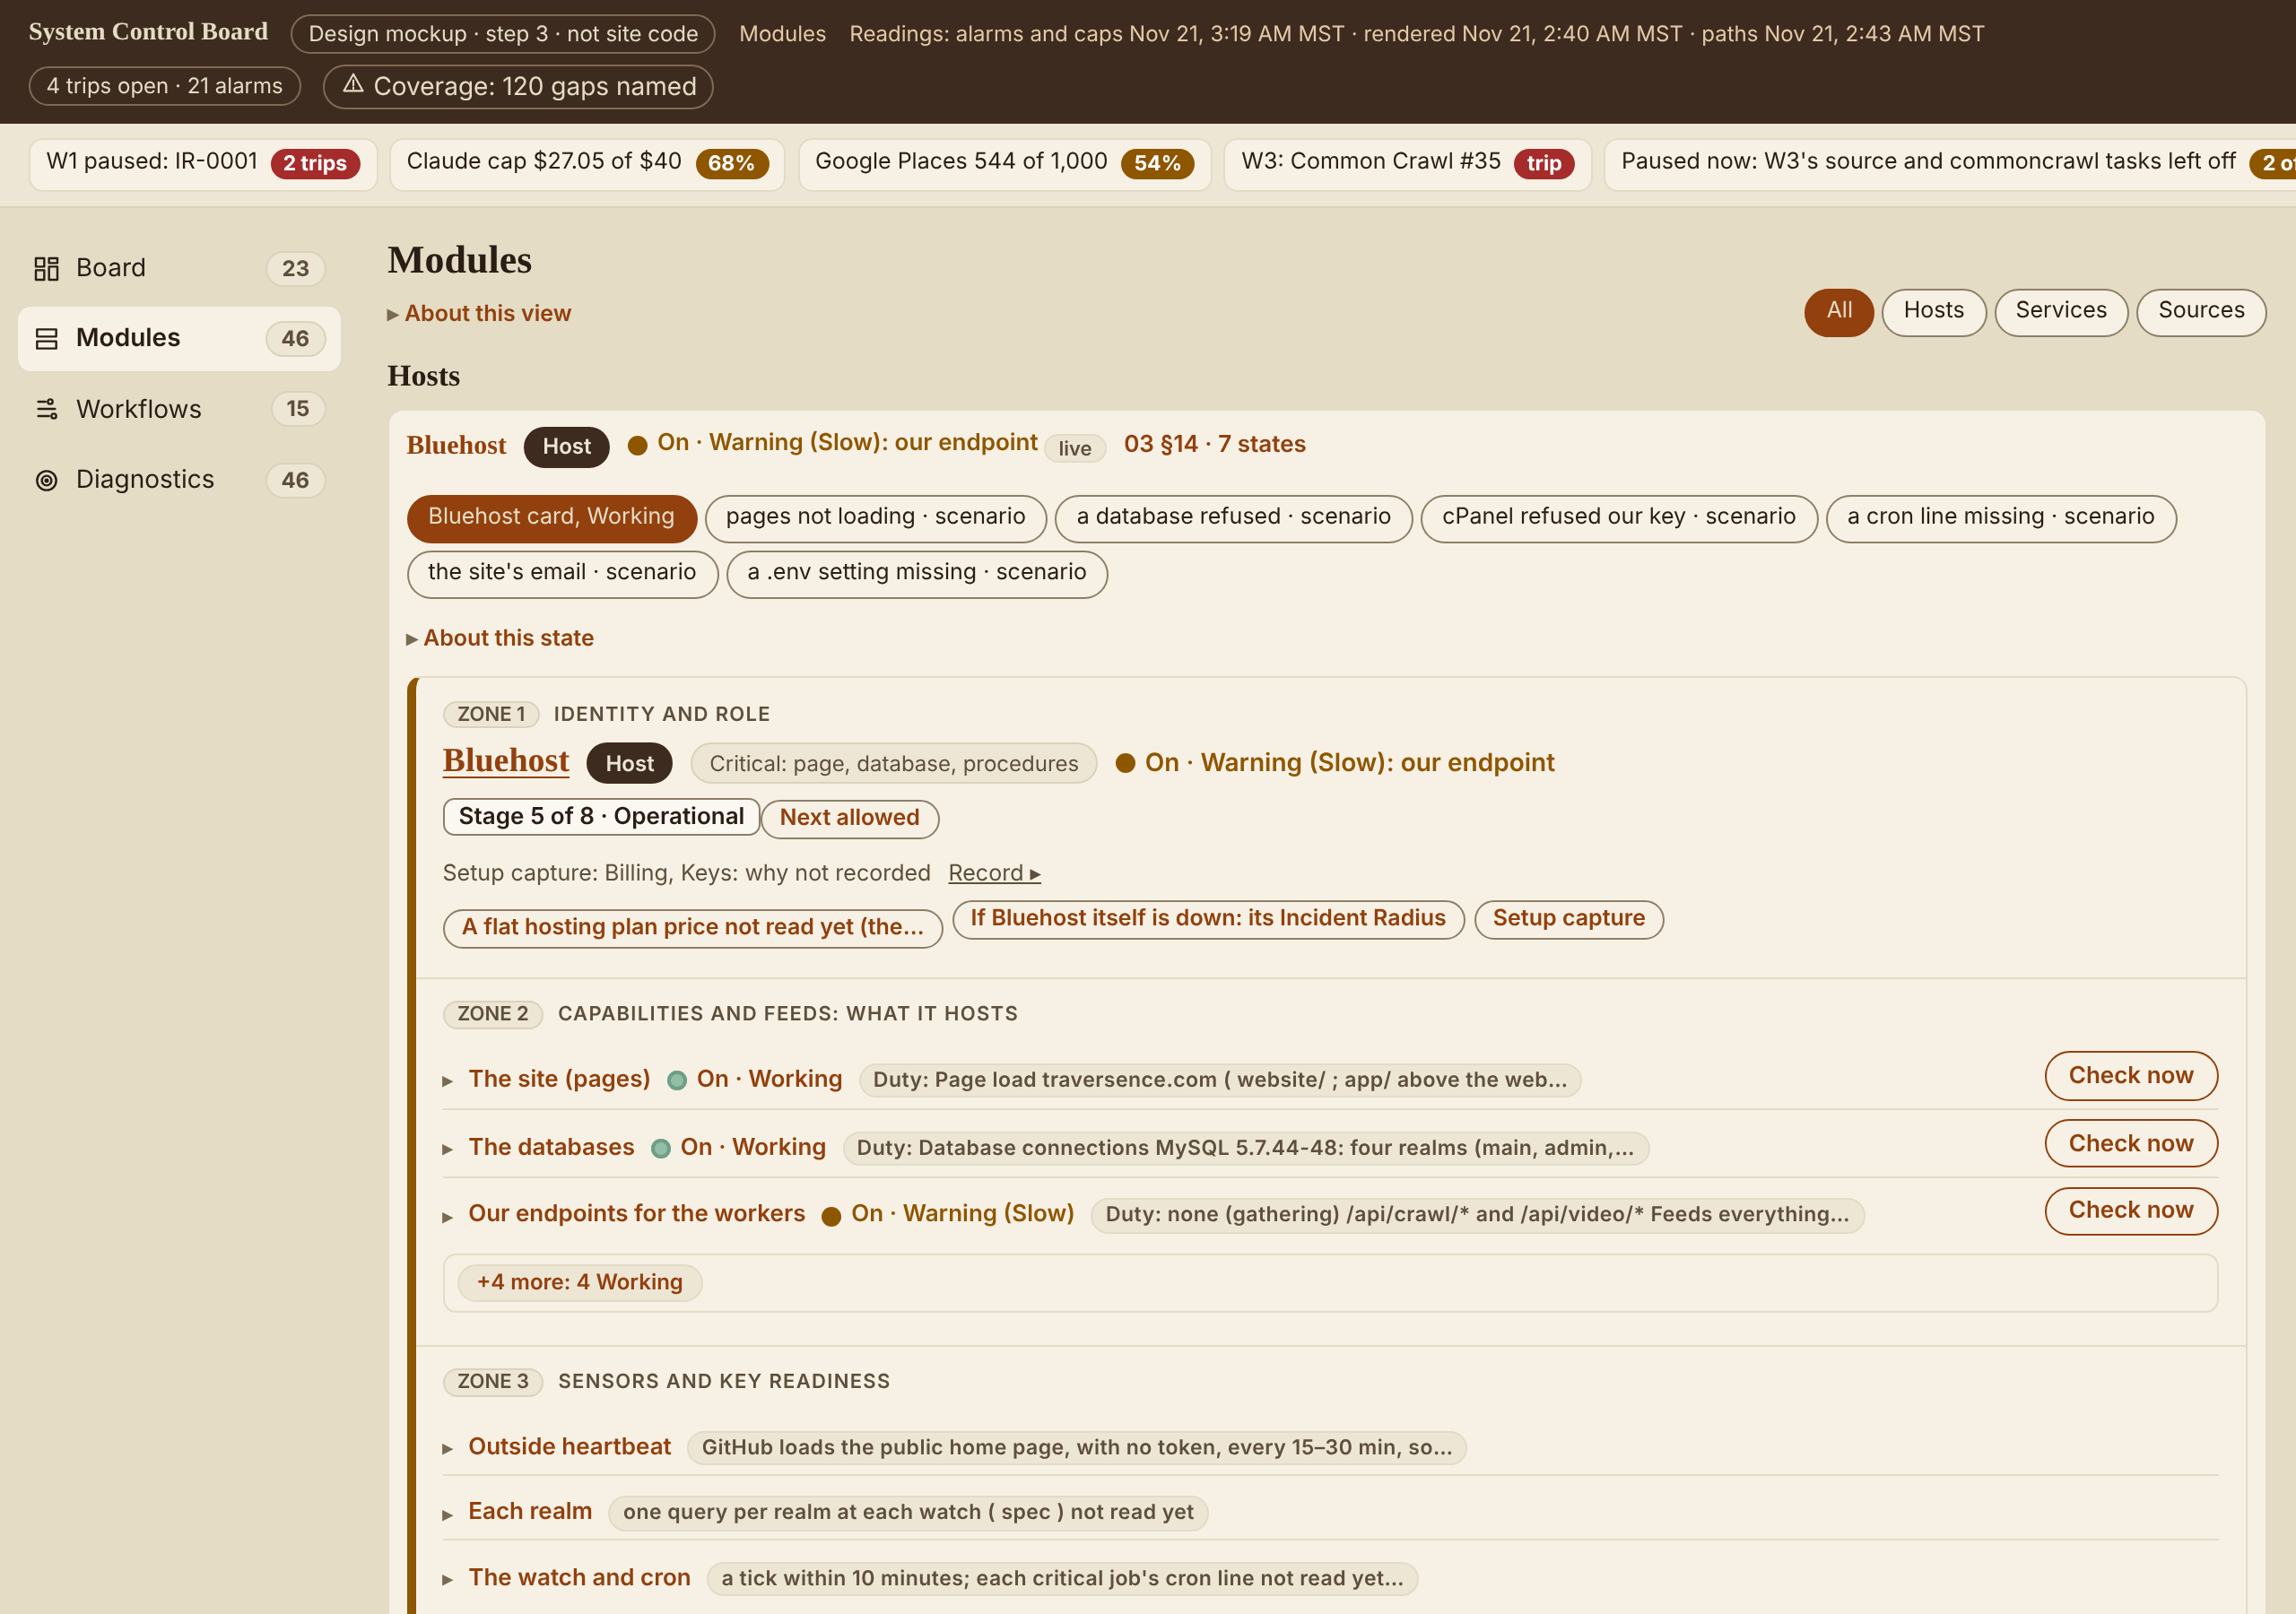 System Control Board Design mockup · step 3 · not site code Modules Readings: alarms and caps Nov 21, 3:19 AM MST · rendered Nov 21, 2:40 AM MST · paths Nov 21, 2:43 AM MST
4 trips open · 21 alarms ⚠ Coverage: 120 gaps named
W1 paused: IR-0001 2 trips Claude cap $27.05 of $40 68% Google Places 544 of 1,000 54% W3: Common Crawl #35 trip Paused now: W3's source and commoncrawl tasks left off 2 of
Board 23
Modules 46
Workflows 15
Diagnostics 46
Modules
▸ About this view
All Hosts Services Sources
Hosts
Bluehost Host On · Warning (Slow): our endpoint live 03 §14 · 7 states
Bluehost card, Working pages not loading · scenario a database refused · scenario cPanel refused our key · scenario a cron line missing · scenario
the site's email · scenario a .env setting missing · scenario
▸ About this state
ZONE 1 IDENTITY AND ROLE
Bluehost Host Critical: page, database, procedures On · Warning (Slow): our endpoint
Stage 5 of 8 · Operational Next allowed
Setup capture: Billing, Keys: why not recorded Record ▸
A flat hosting plan price not read yet (the… If Bluehost itself is down: its Incident Radius Setup capture
ZONE 2 CAPABILITIES AND FEEDS: WHAT IT HOSTS
▸ The site (pages) On · Working Duty: Page load traversence.com ( website/ ; app/ above the web… Check now
▸ The databases On · Working Duty: Database connections MySQL 5.7.44-48: four realms (main, admin,… Check now
▸ Our endpoints for the workers On · Warning (Slow) Duty: none (gathering) /api/crawl/* and /api/video/* Feeds everything… Check now
+4 more: 4 Working
ZONE 3 SENSORS AND KEY READINESS
▸ Outside heartbeat GitHub loads the public home page, with no token, every 15–30 min, so…
▸ Each realm one query per realm at each watch ( spec ) not read yet
▸ The watch and cron a tick within 10 minutes; each critical job's cron line not read yet…